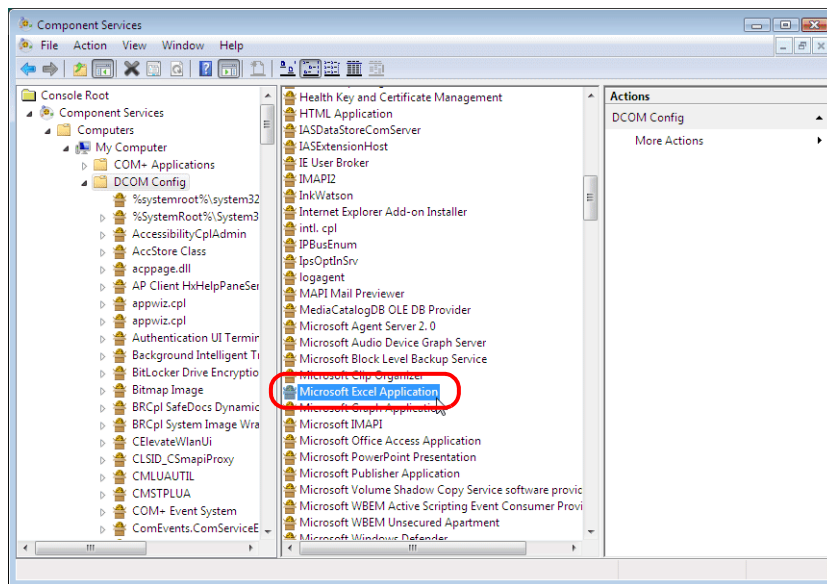 Component Services
File Action View Window Help
Console Root
Component Services
Computers
My Computer
COM+ Applications
DCOM Config
%systemroot%\system32
%SystemRoot%\System3
AccessibilityCplAdmin
AccStore Class
acppage.dll
AP Client HxHelpPaneSer
appwiz.cpl
appwiz.cpl
Authentication UI Termin
Background Intelligent Tr
BitLocker Drive Encryptio
Bitmap Image
BRCpl SafeDocs Dynamic
BRCpl System Image Wra
CElevateWlanUi
CLSID_CSmapiProxy
CMLUAUTIL
CMSTPLUA
COM+ Event System
ComEvents.ComServiceE
Health Key and Certificate Management
HTML Application
IASDataStoreComServer
IASExtensionHost
IE User Broker
IMAPI2
InkWatson
Internet Explorer Add-on Installer
intl. cpl
IPBusEnum
IpsOptInSrv
logagent
MAPI Mail Previewer
MediaCatalogDB OLE DB Provider
Microsoft Agent Server 2. 0
Microsoft Audio Device Graph Server
Microsoft Block Level Backup Service
Microsoft Clip Organizer
Microsoft Excel Application
Microsoft Graph Application
Microsoft IMAPI
Microsoft Office Access Application
Microsoft PowerPoint Presentation
Microsoft Publisher Application
Microsoft Volume Shadow Copy Service software provic
Microsoft WBEM Active Scripting Event Consumer Provi
Microsoft WBEM Unsecured Apartment
Microsoft Windows Defender
Actions
DCOM Config
More Actions